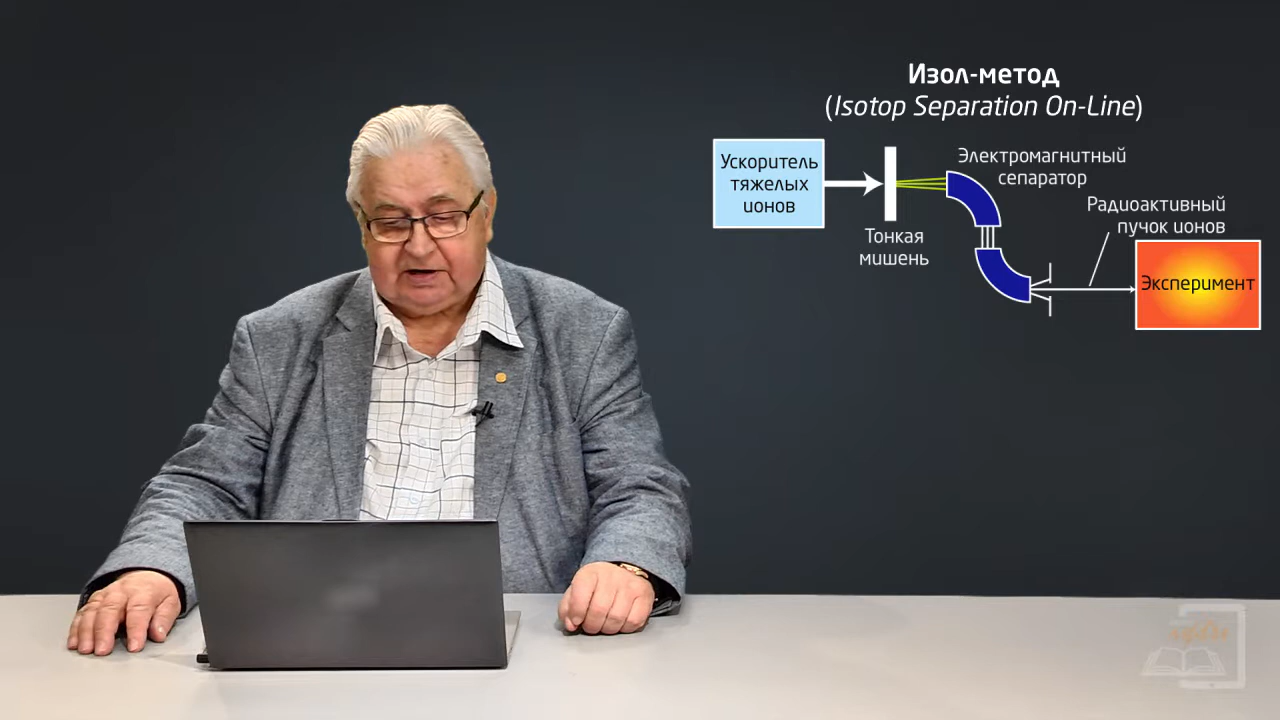 Изол-метод
(Isotop Separation On-Line)
Ускоритель
тяжелых
ионов
Тонкая
мишень
Электромагнитный
сепаратор
Радиоактивный
пучок ионов
Эксперимент